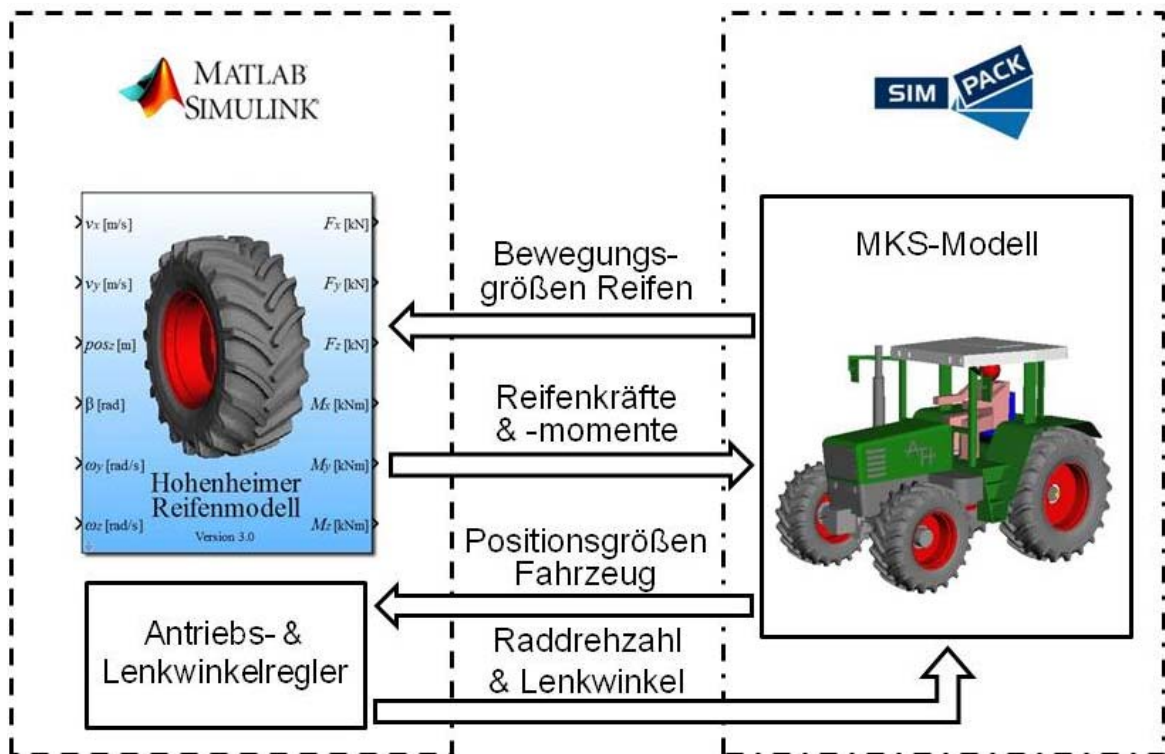 MATLAB
SIMULINK
SIM
PACK
vx [m/s]
vy [m/s]
posz [m]
β [rad]
ωy [rad/s]
ωz [rad/s]
Fx [kN]
Fy [kN]
Fz [kN]
Mx [kNm]
My [kNm]
Mz [kNm]
Hohenheimer
Reifenmodell
Version 3.0
Bewegungs-
größen Reifen
Reifenkräfte
& -momente
Positionsgrößen
Fahrzeug
Raddrehzahl
& Lenkwinkel
Antriebs- &
Lenkwinkelregler
MKS-Modell